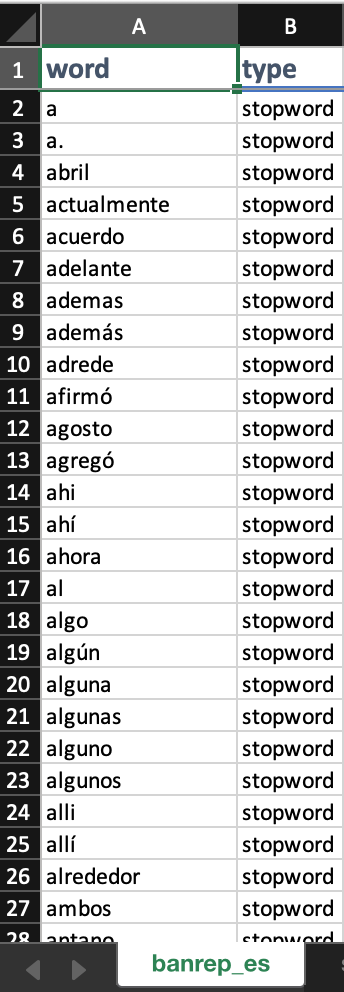 A B
1 word type
2 a stopword
3 a. stopword
4 abril stopword
5 actualmente stopword
6 acuerdo stopword
7 adelante stopword
8 ademas stopword
9 además stopword
10 adrede stopword
11 afirmó stopword
12 agosto stopword
13 agregó stopword
14 ahi stopword
15 ahí stopword
16 ahora stopword
17 al stopword
18 algo stopword
19 algún stopword
20 alguna stopword
21 algunas stopword
22 alguno stopword
23 algunos stopword
24 alli stopword
25 allí stopword
26 alrededor stopword
27 ambos stopword
28 antano stopword
banrep_es